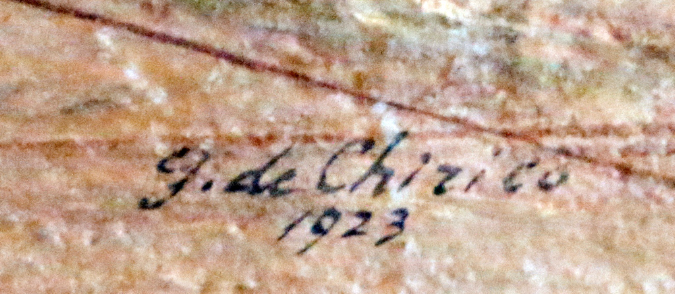 g. de Chirico
1923